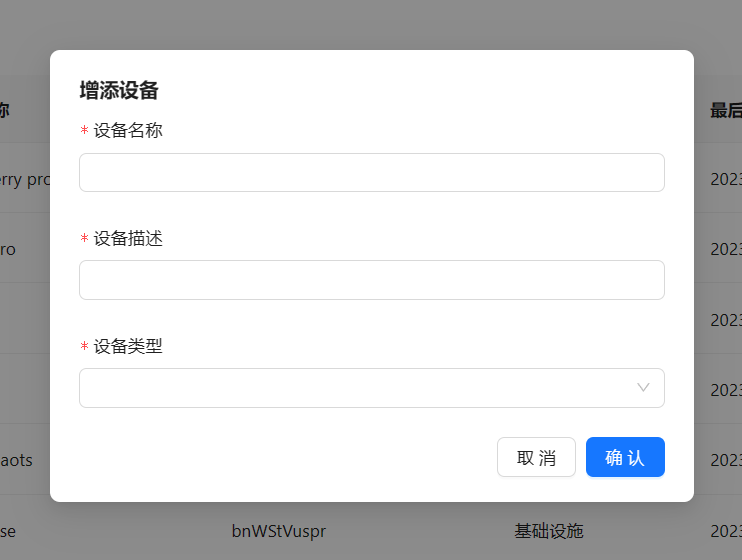 增添设备
称
最后
* 设备名称
rry pro
2023
* 设备描述
ro
2023
2023
* 设备类型
2023
取 消
确 认
aots
2023
se
bnWStVuspr
基础设施
2023